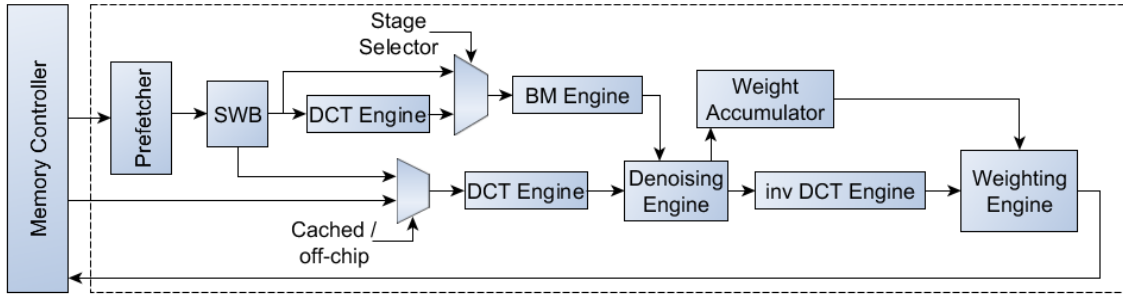 Memory Controller
Prefetcher
SWB
Stage
Selector
DCT Engine
BM Engine
Weight
Accumulator
Cached /
off-chip
DCT Engine
Denoising
Engine
inv DCT Engine
Weighting
Engine